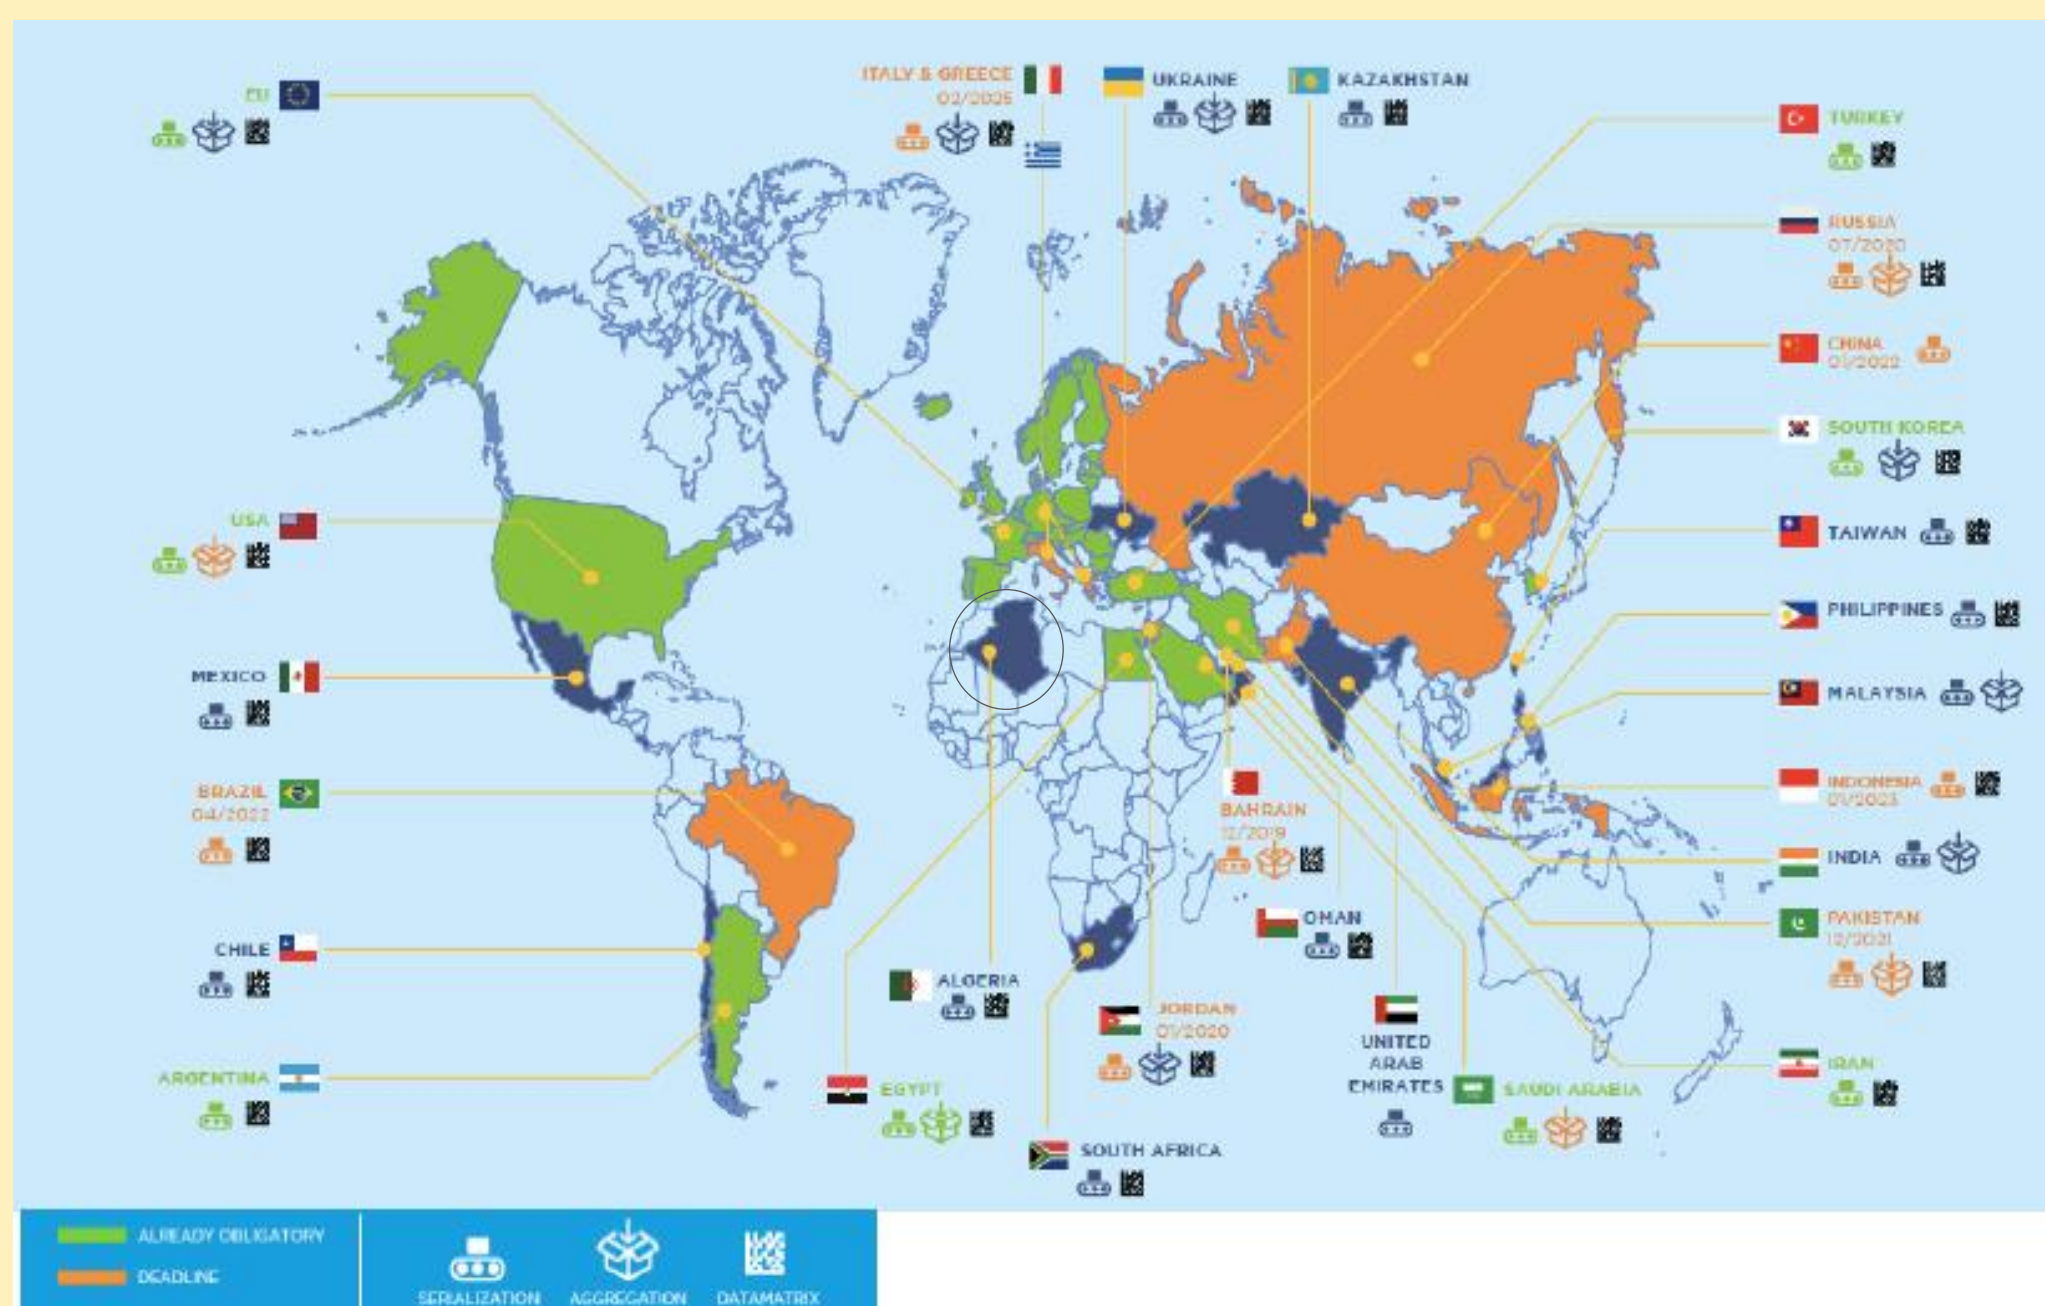 EU
ITALY & GREECE
02/2025
UKRAINE
KAZAKHSTAN
TURKEY
RUSSIA
07/2020
CHINA
01/2022
SOUTH KOREA
USA
TAIWAN
PHILIPPINES
MEXICO
MALAYSIA
BRAZIL
04/2022
BAHRAIN
12/2019
INDONESIA
01/2023
INDIA
CHILE
OMAN
PAKISTAN
12/2021
ALGERIA
JORDAN
01/2020
UNITED
ARAB
EMIRATES
IRAN
ARGENTINA
EGYPT
SAUDI ARABIA
SOUTH AFRICA
ALREADY OBLIGATORY
DEADLINE
SERIALIZATION
AGGREGATION
DATAMATRIX